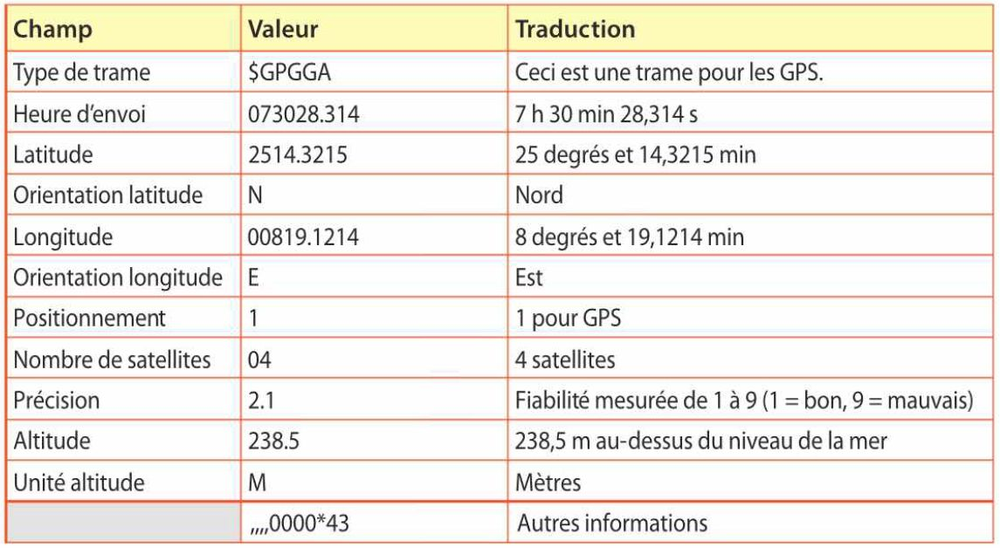 Champ Valeur Traduction
Type de trame $GPGGA Ceci est une trame pour les GPS.
Heure d'envoi 073028.314 7 h 30 min 28,314 s
Latitude 2514.3215 25 degrés et 14,3215 min
Orientation latitude N Nord
Longitude 00819.1214 8 degrés et 19,1214 min
Orientation longitude E Est
Positionnement 1 1 pour GPS
Nombre de satellites 04 4 satellites
Précision 2.1 Fiabilité mesurée de 1 à 9 (1 = bon, 9 = mauvais)
Altitude 238.5 238,5 m au-dessus du niveau de la mer
Unité altitude M Mètres
,,,,0000*43 Autres informations